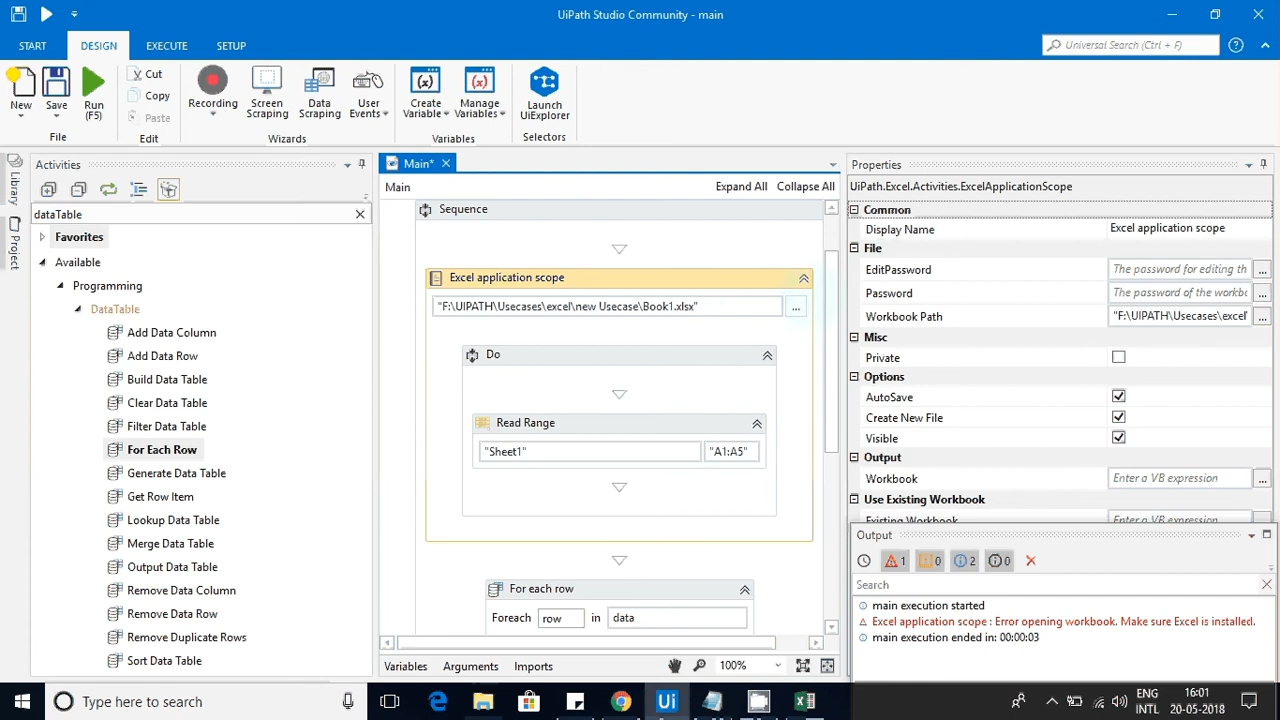 UiPath Studio Community - main
START DESIGN EXECUTE SETUP
Universal Search (Ctrl + F)
New Save Run (F5)
Cut
Copy
Paste
Recording Screen Scraping Data Scraping User Events
Create Variable Manage Variables Launch UiExplorer
File Edit Wizards Variables Selectors
Library
Project
Activities
dataTable
Favorites
Available
Programming
DataTable
Add Data Column
Add Data Row
Build Data Table
Clear Data Table
Filter Data Table
For Each Row
Generate Data Table
Get Row Item
Lookup Data Table
Merge Data Table
Output Data Table
Remove Data Column
Remove Data Row
Remove Duplicate Rows
Sort Data Table
Main*
Main Expand All Collapse All
Sequence
Excel application scope
"F:\UIPATH\Usecases\excel\new Usecase\Book1.xlsx" ...
Do
Read Range
"Sheet1" "A1:A5"
For each row
Foreach row in data
Variables Arguments Imports 100%
Properties
UiPath.Excel.Activities.ExcelApplicationScope
Common
Display Name Excel application scope
File
EditPassword The password for editing th ...
Password The password of the workbo ...
Workbook Path "F:\UIPATH\Usecases\excel' ...
Misc
Private
Options
AutoSave
Create New File
Visible
Output
Workbook Enter a VB expression ...
Use Existing Workbook
Existing Workbook Enter a VB expression
Output
1 0 2 0
Search
main execution started
Excel application scope : Error opening workbook. Make sure Excel is installed.
main execution ended in: 00:00:03
Type here to search
Ui
ENG
INTL
16:01
20-05-2018